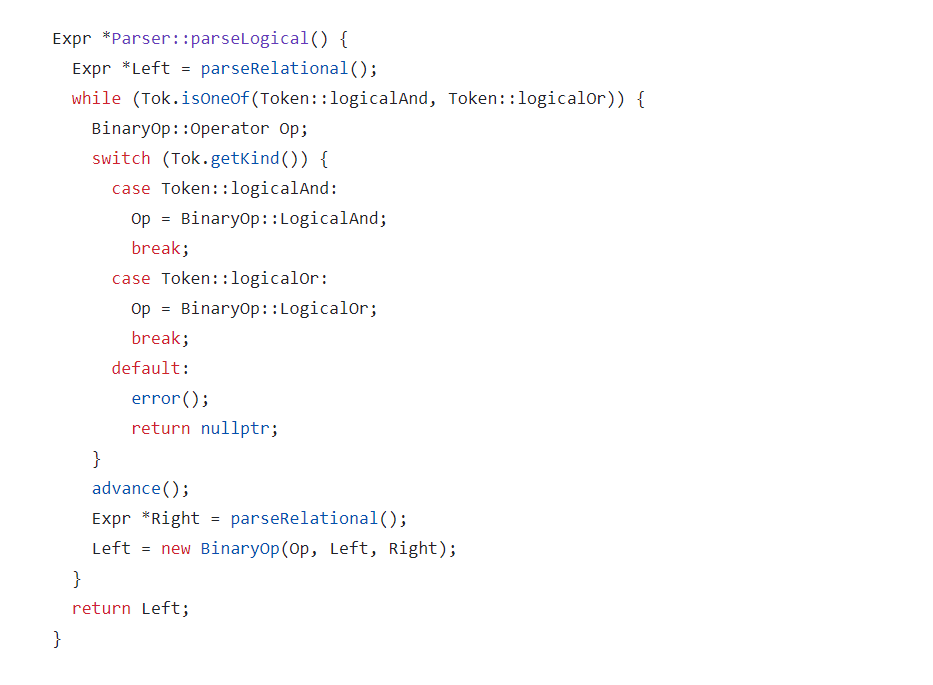 Expr *Parser::parseLogical() {
  Expr *Left = parseRelational();
  while (Tok.isOneOf(Token::logicalAnd, Token::logicalOr)) {
    BinaryOp::Operator Op;
    switch (Tok.getKind()) {
      case Token::logicalAnd:
        Op = BinaryOp::LogicalAnd;
        break;
      case Token::logicalOr:
        Op = BinaryOp::LogicalOr;
        break;
      default:
        error();
        return nullptr;
    }
    advance();
    Expr *Right = parseRelational();
    Left = new BinaryOp(Op, Left, Right);
  }
  return Left;
}